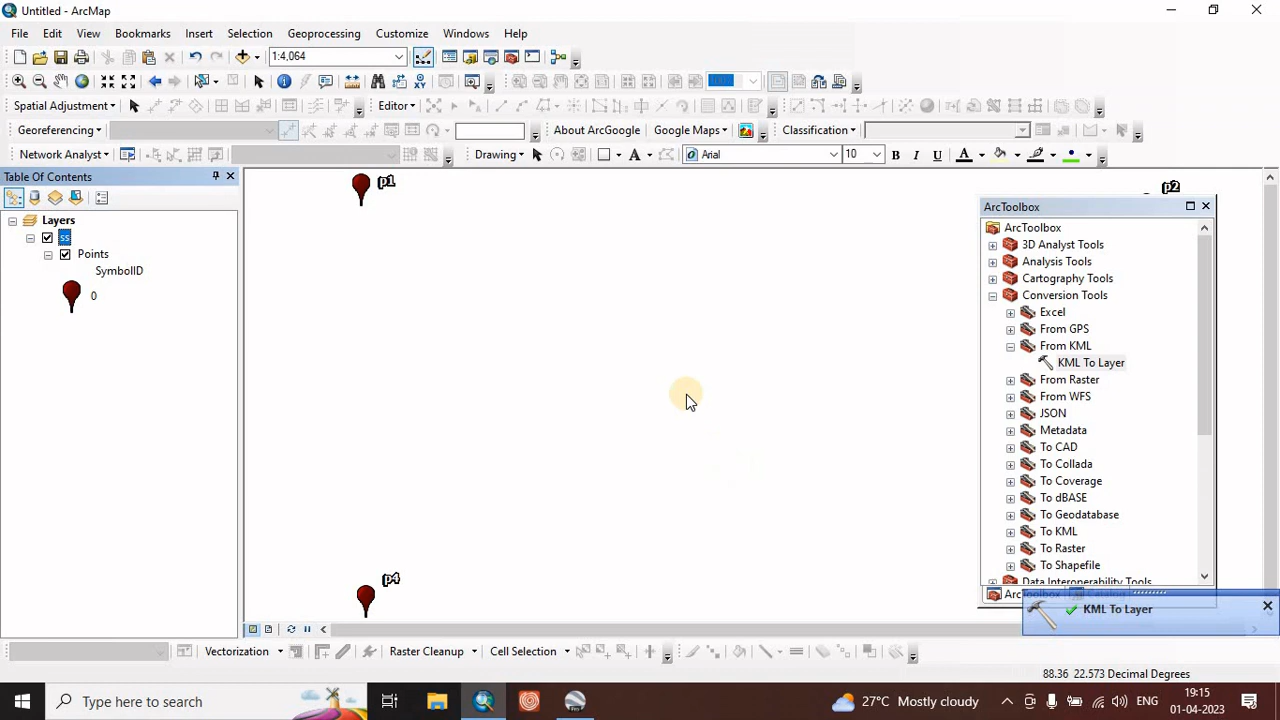 Untitled - ArcMap
File Edit View Bookmarks Insert Selection Geoprocessing Customize Windows Help
1:4,064
Spatial Adjustment Editor
Georeferencing About ArcGoogle Google Maps Classification
Network Analyst Drawing A Arial 10 B I U A
Table Of Contents
Layers
ss
Points
SymbolID
0
p1
p2
p4
ArcToolbox
ArcToolbox
3D Analyst Tools
Analysis Tools
Cartography Tools
Conversion Tools
Excel
From GPS
From KML
KML To Layer
From Raster
From WFS
JSON
Metadata
To CAD
To Collada
To Coverage
To dBASE
To Geodatabase
To KML
To Raster
To Shapefile
Data Interoperability Tools
KML To Layer
Vectorization Raster Cleanup Cell Selection
88.36 22.573 Decimal Degrees
Type here to search
27°C Mostly cloudy
ENG
19:15
01-04-2023